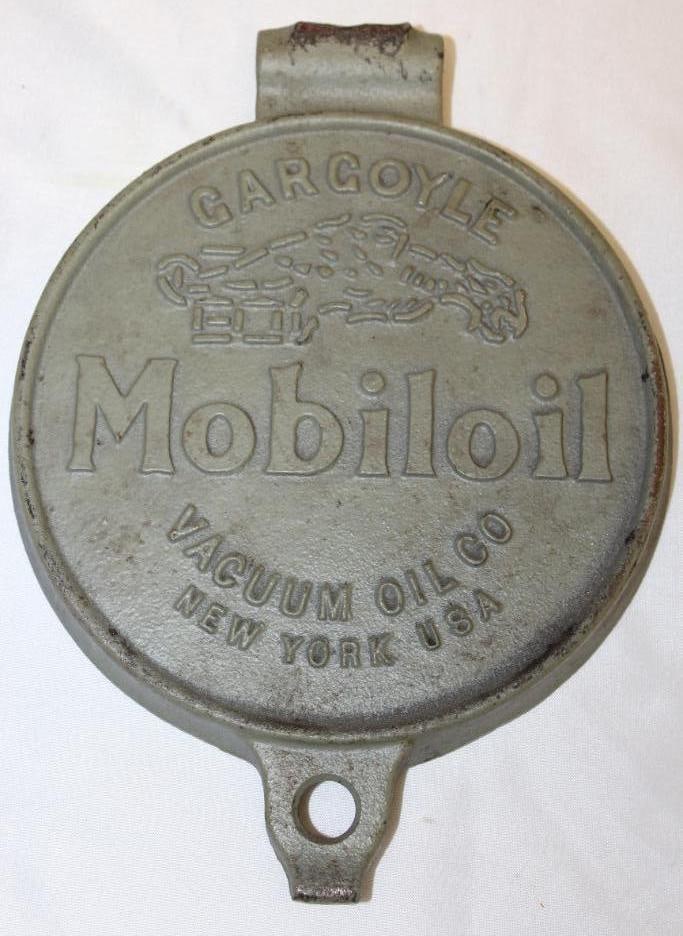 GARGOYLE
Mobiloil
VACUUM OIL CO
NEW YORK USA